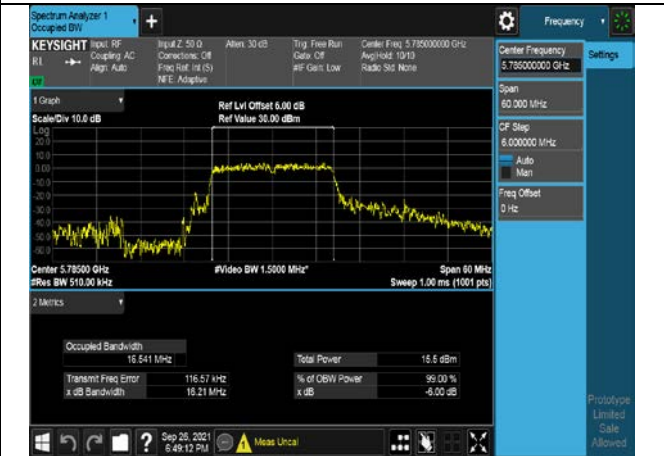 Spectrum Analyzer 1
Occupied BW
+
Frequency
KEYSIGHT
RL
Input: RF
Coupling: AC
Align: Auto
Input Z: 50 Ω
Corrections: Off
Freq Ref: Int (S)
NFE: Adaptive
Atten: 30 dB
Trig: Free Run
Gate: Off
#IF Gain: Low
Center Freq: 5.785000000 GHz
Avg|Hold: 10/10
Radio Std: None
Center Frequency
5.785000000 GHz
Settings
Span
60.000 MHz
CF Step
6.000000 MHz
Auto
Man
Freq Offset
0 Hz
1 Graph
Scale/Div 10.0 dB
Ref Lvl Offset 6.00 dB
Ref Value 30.00 dBm
Log
20.0
10.0
0.00
-10.0
-20.0
-30.0
-40.0
-50.0
-60.0
Center 5.78500 GHz
#Video BW 1.5000 MHz*
Span 60 MHz
#Res BW 510.00 kHz
Sweep 1.00 ms (1001 pts)
2 Metrics
Occupied Bandwidth
16.541 MHz
Total Power
15.5 dBm
Transmit Freq Error
116.57 kHz
% of OBW Power
99.00 %
x dB Bandwidth
16.21 MHz
x dB
-6.00 dB
Prototype
Limited
Sale
Allowed
?
Sep 26, 2021
6:49:12 PM
Meas Uncal